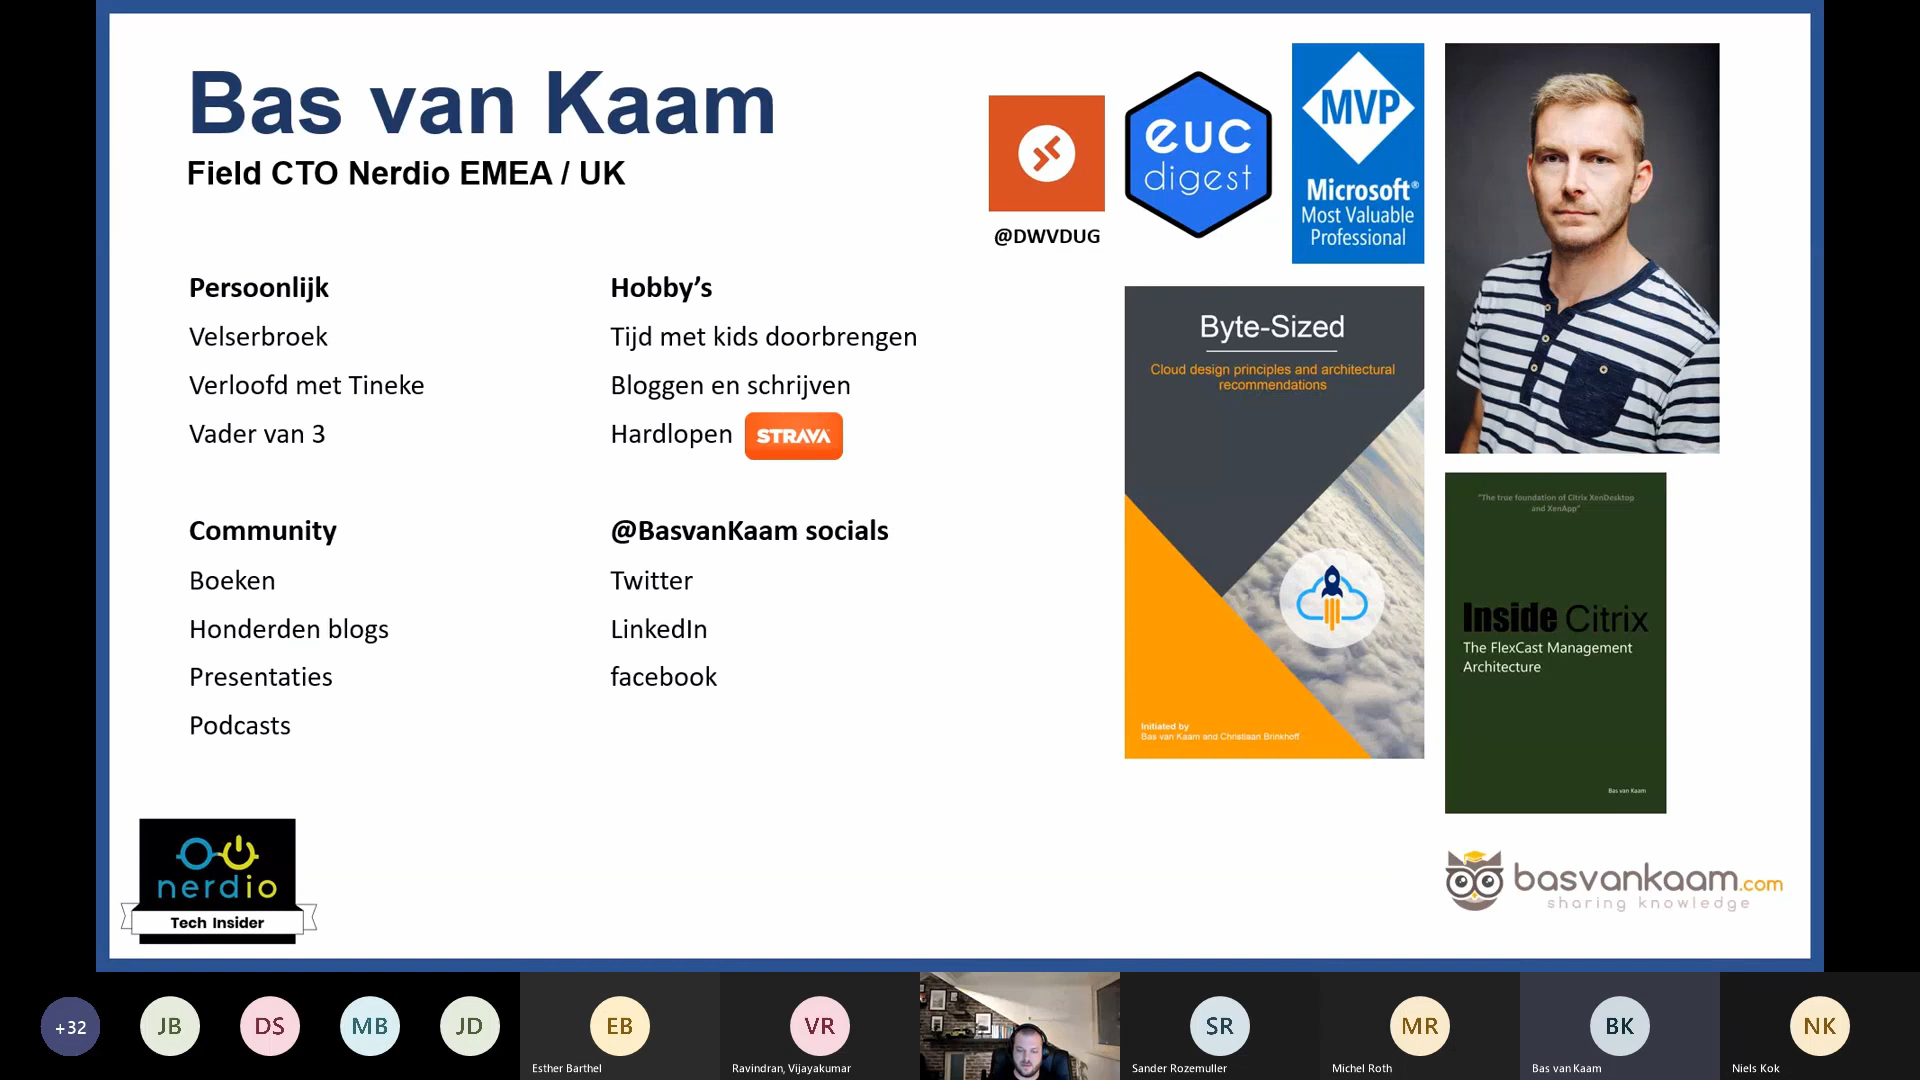 Bas van Kaam
Field CTO Nerdio EMEA / UK
Persoonlijk
Velserbroek
Verloofd met Tineke
Vader van 3
Hobby’s
Tijd met kids doorbrengen
Bloggen en schrijven
Hardlopen STRAVA
Community
Boeken
Honderden blogs
Presentaties
Podcasts
@BasvanKaam socials
Twitter
LinkedIn
facebook
@DWVDUG
euc
digest
MVP
Microsoft®
Most Valuable
Professional
Byte-Sized
Cloud design principles and architectural
recommendations
Initiated by
Bas van Kaam and Christiaan Brinkhoff
"The true foundation of Citrix XenDesktop
and XenApp"
Inside Citrix
The FlexCast Management
Architecture
Bas van Kaam
nerdio
Tech Insider
basvankaam.com
sharing knowledge
+32
JB
DS
MB
JD
EB
Esther Barthel
VR
Ravindran, Vijayakumar
SR
Sander Rozemuller
MR
Michel Roth
BK
Bas van Kaam
NK
Niels Kok